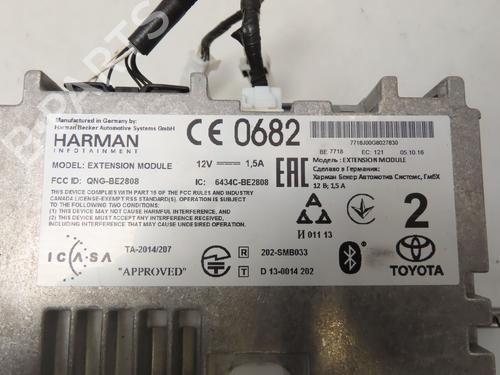 Manufactured in Germany by:
Harman Becker Automotive Systems GmbH
HARMAN
INFOTAINMENT
CE 0682
7718J00G8027830
BE 7718 EC: 121 05.10.16
MODEL: EXTENSION MODULE 12V 1,5A
FCC ID: QNG-BE2808 IC: 6434C-BE2808
THIS DEVICE COMPLIES WITH PART 15 OF THE FCC RULES AND INDUSTRY
CANADA LICENSE-EXEMPT RSS STANDARD(S). OPERATION IS SUBJECT TO THE
FOLLOWING TWO CONDITIONS: (1) THIS DEVICE MAY NOT CAUSE HARMFUL
INTERFERENCE, AND (2) THIS DEVICE MUST ACCEPT ANY INTERFERENCE
RECEIVED, INCLUDING INTERFERENCE THAT MAY CAUSE UNDESIRED OPERATION.
EAC
Модель: EXTENSION MODULE
Сделано в Германии:
Харман Бекер Автомотив Системс, ГмбХ
12 В; 1,5 А
И 011 13
2
ICASA
TA-2014/207
"APPROVED"
R 202-SMB033
T D 13-0014 202
TOYOTA
PARTS